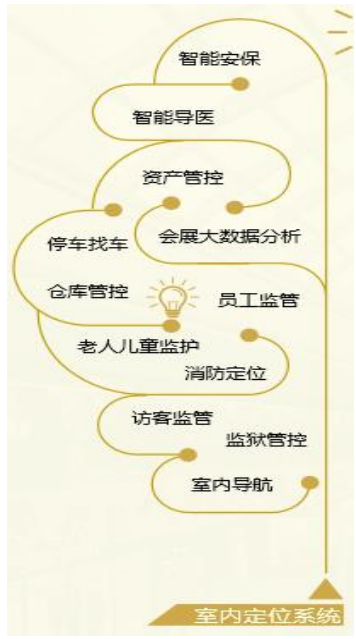 智能安保
智能导医
资产管控
会展大数据分析
停车找车
仓库管控
员工监管
老人儿童监护
消防定位
访客监管
监狱管控
室内导航
室内定位系统